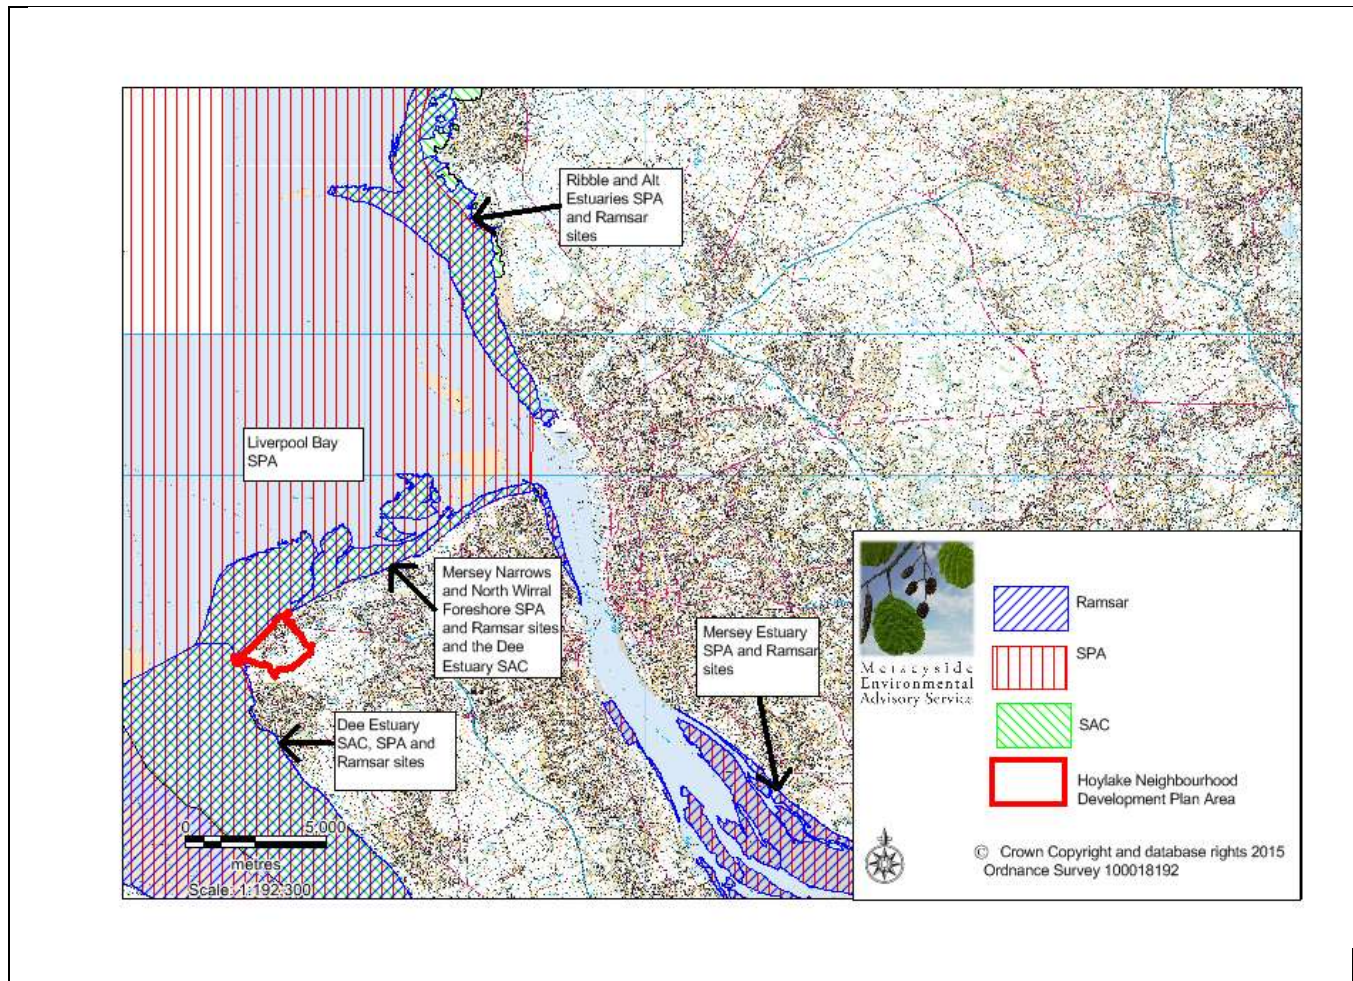 Ribble and Alt
Estuaries SPA
and Ramsar
sites
Liverpool Bay
SPA
Mersey Narrows
and North Wirral
Foreshore SPA
and Ramsar sites
and the Dee
Estuary SAC
Mersey Estuary
SPA and Ramsar
sites
Dee Estuary
SAC, SPA and
Ramsar sites
0 5,000
metres
Scale: 1:192,300
Merseyside
Environmental
Advisory Service
Ramsar
SPA
SAC
Hoylake Neighbourhood
Development Plan Area
© Crown Copyright and database rights 2015
Ordnance Survey 100018192